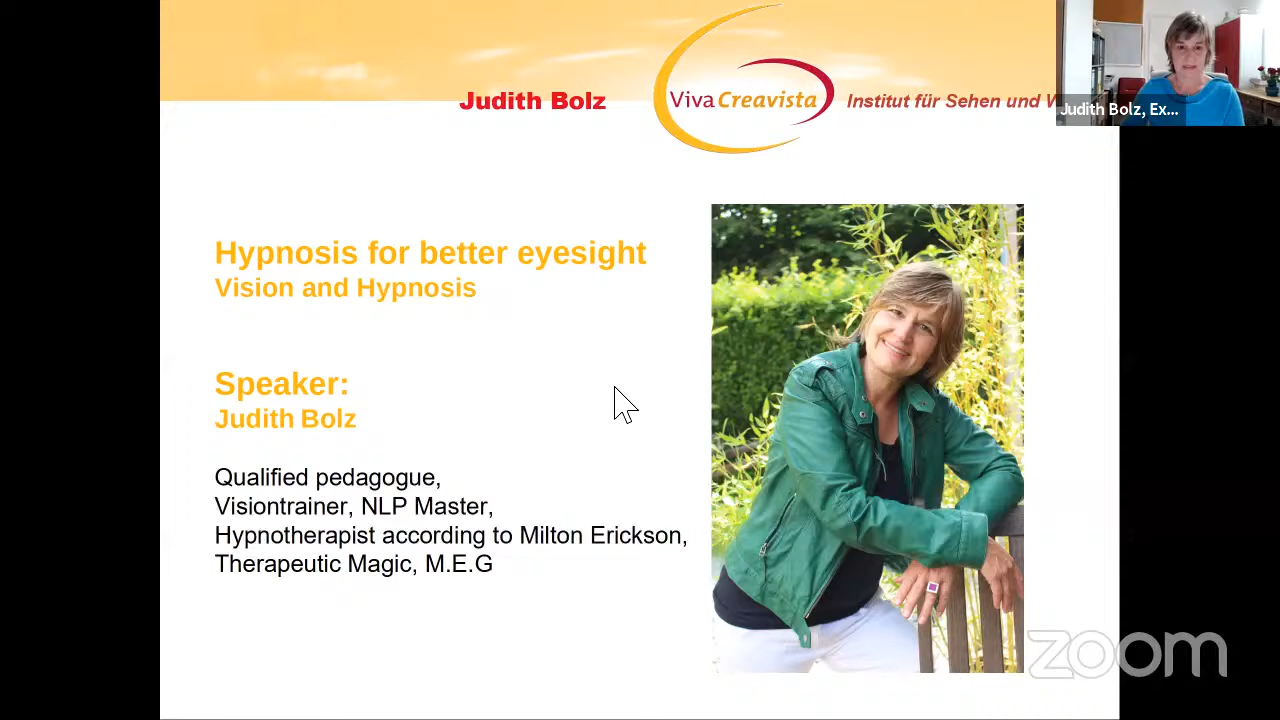 Judith Bolz
VivaCreavista
Institut für Sehen und
Judith Bolz, Ex...
Hypnosis for better eyesight
Vision and Hypnosis
Speaker:
Judith Bolz
Qualified pedagogue,
Visiontrainer, NLP Master,
Hypnotherapist according to Milton Erickson,
Therapeutic Magic, M.E.G
zoom